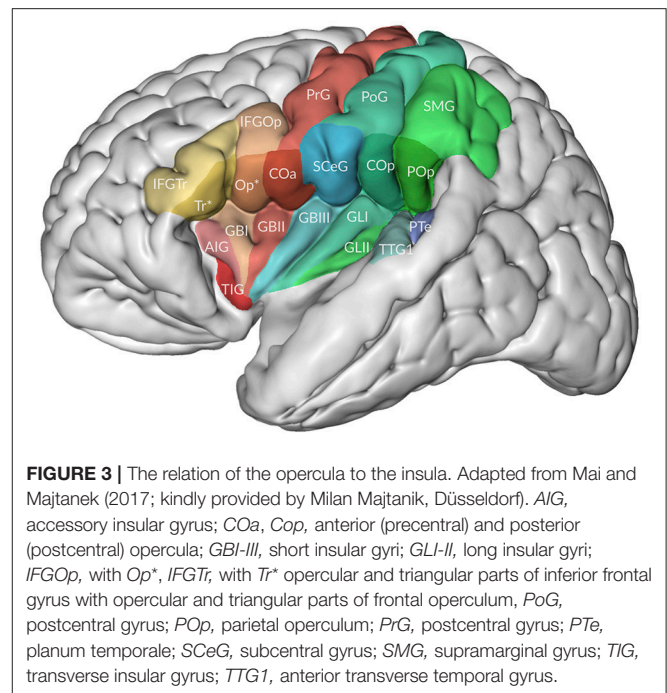 PrG
PoG
SMG
IFGOp
SCeG
COp
POp
COa
Op*
IFGTr
Tr*
GBIII
GLI
GBII
GBI
AIG
GLII
TTG1
PTe
TIG
FIGURE 3 | The relation of the opercula to the insula. Adapted from Mai and
Majtanek (2017; kindly provided by Milan Majtanik, Düsseldorf). AIG,
accessory insular gyrus; COa, Cop, anterior (precentral) and posterior
(postcentral) opercula; GBI-III, short insular gyri; GLI-II, long insular gyri;
IFGOp, with Op*, IFGTr, with Tr* opercular and triangular parts of inferior frontal
gyrus with opercular and triangular parts of frontal operculum, PoG,
postcentral gyrus; POp, parietal operculum; PrG, postcentral gyrus; PTe,
planum temporale; SCeG, subcentral gyrus; SMG, supramarginal gyrus; TIG,
transverse insular gyrus; TTG1, anterior transverse temporal gyrus.